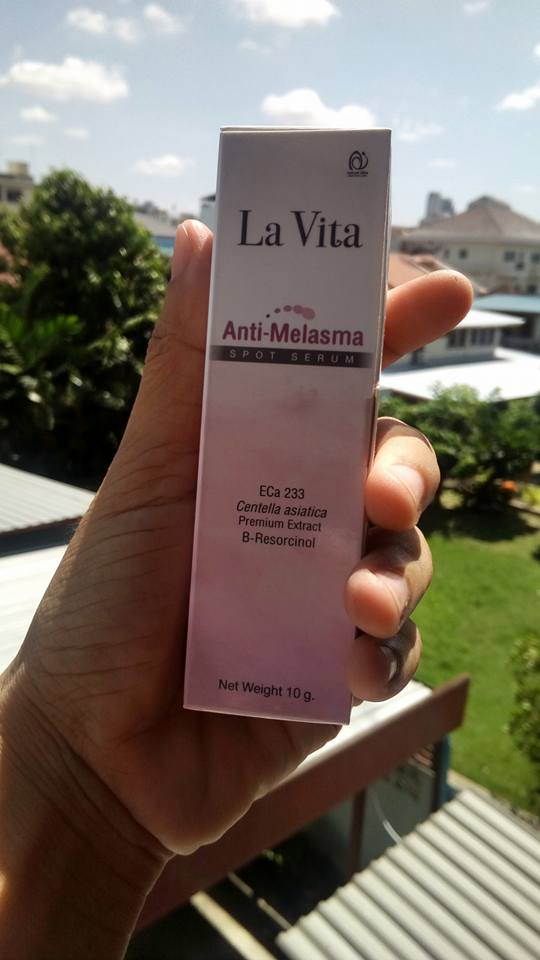 La Vita
Anti-Melasma
SPOT SERUM
ECa 233
Centella asiatica
Premium Extract
B-Resorcinol
Net Weight 10 g.